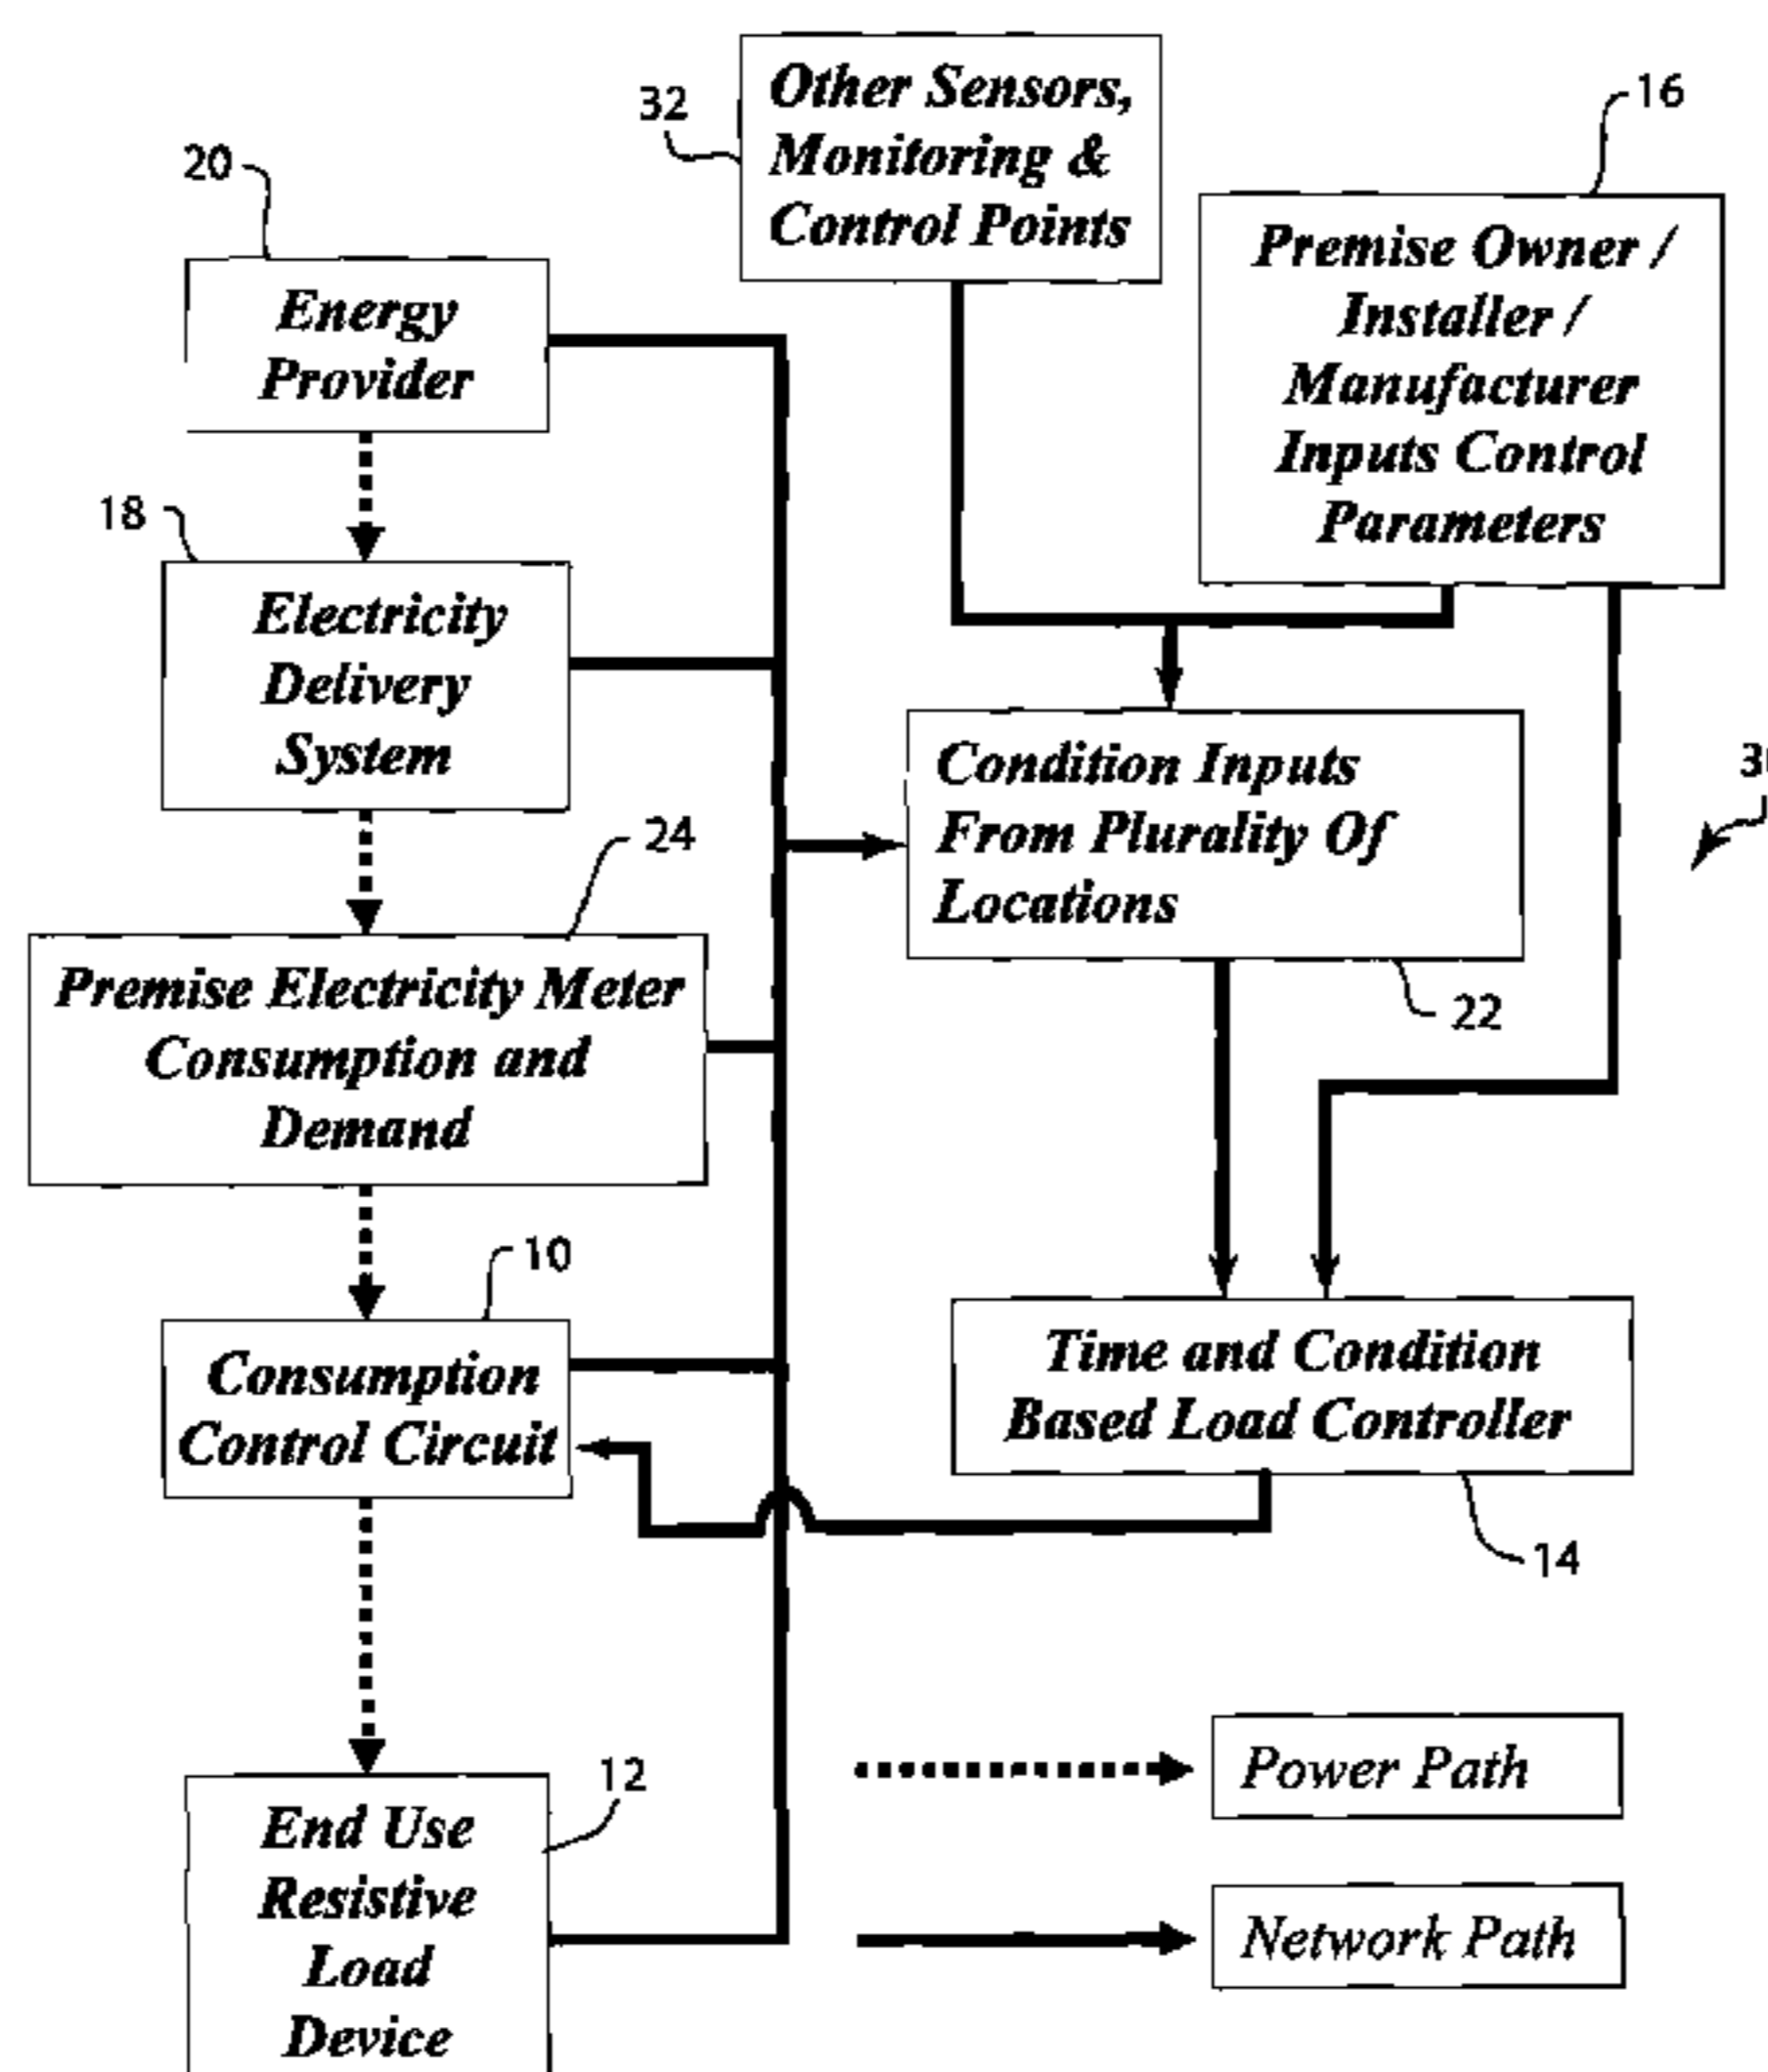 32
Other Sensors,
Monitoring &
Control Points
16
Premise Owner /
Installer /
Manufacturer
Inputs Control
Parameters
20
Energy
Provider
18
Electricity
Delivery
System
Condition Inputs
From Plurality Of
Locations
22
24
Premise Electricity Meter
Consumption and
Demand
10
Consumption
Control Circuit
Time and Condition
Based Load Controller
14
12
End Use
Resistive
Load
Device
Power Path
Network Path